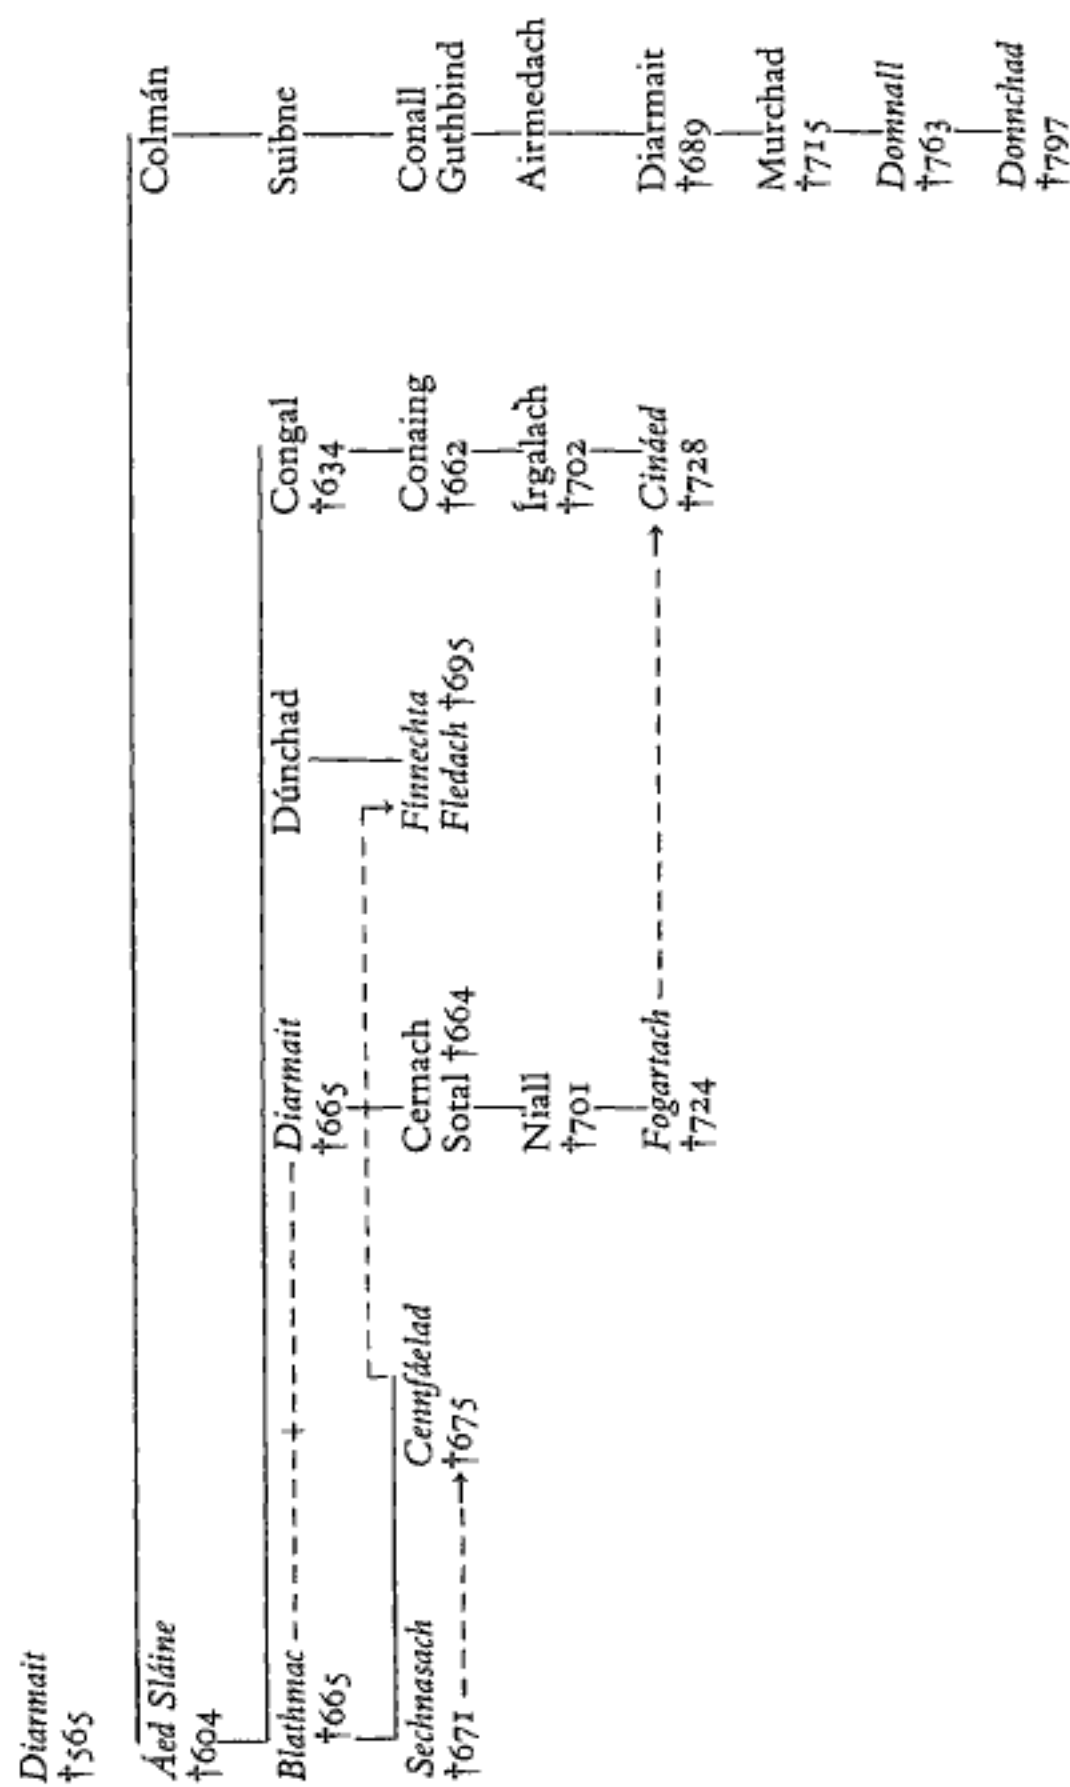 Diarmait
†565
Áed Sláine
†604
Colmán
Blathmac
†665
Diarmait
†665
Dúnchad
Congal
†634
Suibne
Sechnasach
†671
Cennfáelad
†675
Cernach
Sotal †664
Fínnechta
Fledach †695
Conaing
†662
Conall
Guthbind
Niall
†701
Írgalach
†702
Airmedach
Fogartach
†724
Cináed
†728
Diarmait
†689
Murchad
†715
Domnall
†763
Donnchad
†797